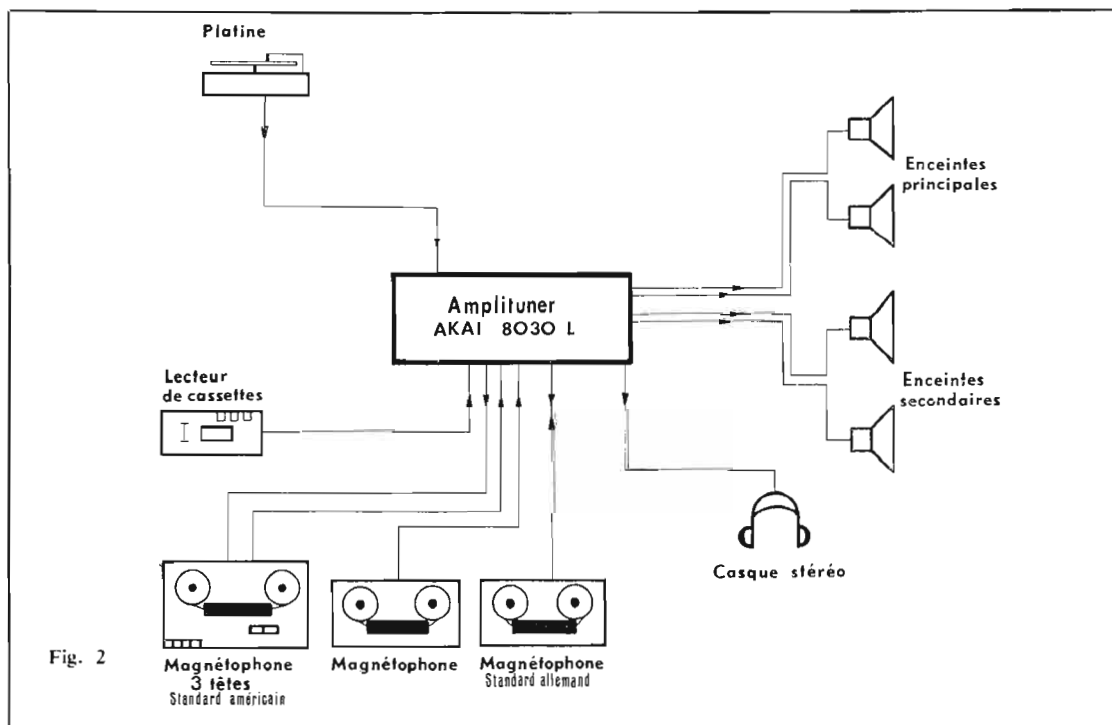 Platine
Enceintes
principales
Amplituner
AKAI 8030 L
Lecteur
de cassettes
Enceintes
secondaires
Casque stéréo
Fig. 2
Magnétophone
3 têtes
Standard américain
Magnétophone
Magnétophone
Standard allemand